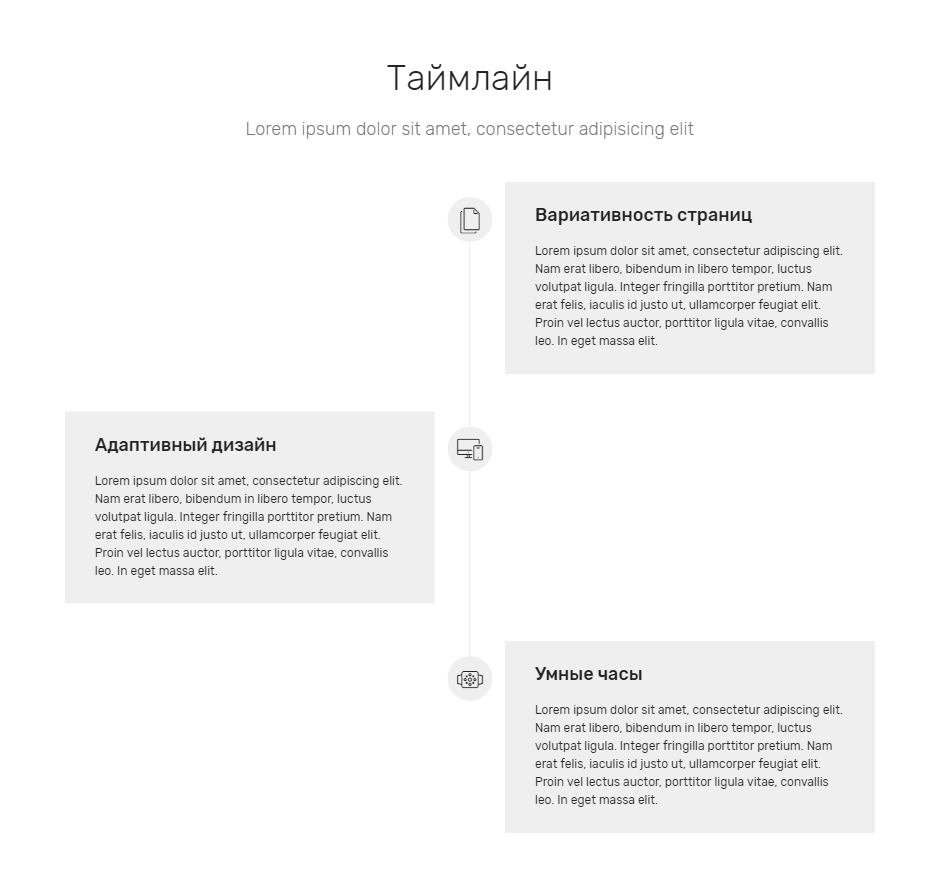 Таймлайн
Lorem ipsum dolor sit amet, consectetur adipisicing elit
Вариативность страниц
Lorem ipsum dolor sit amet, consectetur adipiscing elit.
Nam erat libero, bibendum in libero tempor, luctus
volutpat ligula. Integer fringilla porttitor pretium. Nam
erat felis, iaculis id justo ut, ullamcorper feugiat elit.
Proin vel lectus auctor, porttitor ligula vitae, convallis
leo. In eget massa elit.
Адаптивный дизайн
Lorem ipsum dolor sit amet, consectetur adipiscing elit.
Nam erat libero, bibendum in libero tempor, luctus
volutpat ligula. Integer fringilla porttitor pretium. Nam
erat felis, iaculis id justo ut, ullamcorper feugiat elit.
Proin vel lectus auctor, porttitor ligula vitae, convallis
leo. In eget massa elit.
Умные часы
Lorem ipsum dolor sit amet, consectetur adipiscing elit.
Nam erat libero, bibendum in libero tempor, luctus
volutpat ligula. Integer fringilla porttitor pretium. Nam
erat felis, iaculis id justo ut, ullamcorper feugiat elit.
Proin vel lectus auctor, porttitor ligula vitae, convallis
leo. In eget massa elit.